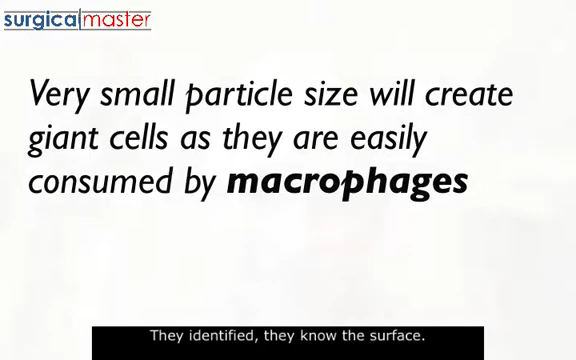 surgical|master
Very small particle size will create
giant cells as they are easily
consumed by macrophages
They identified, they know the surface.